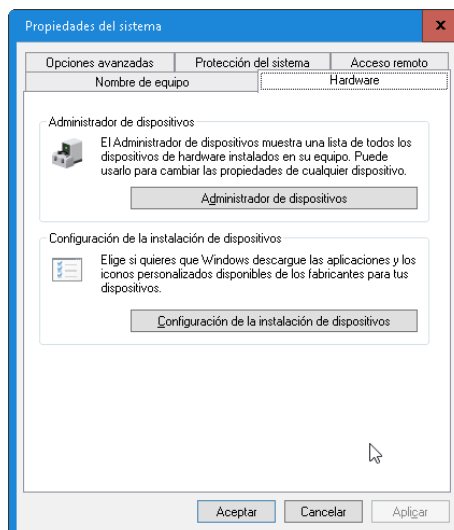 Propiedades del sistema
x
Opciones avanzadas
Protección del sistema
Acceso remoto
Nombre de equipo
Hardware
Administrador de dispositivos
El Administrador de dispositivos muestra una lista de todos los
dispositivos de hardware instalados en su equipo. Puede
usarlo para cambiar las propiedades de cualquier dispositivo.
Administrador de dispositivos
Configuración de la instalación de dispositivos
Elige si quieres que Windows descargue las aplicaciones y los
iconos personalizados disponibles de los fabricantes para tus
dispositivos.
Configuración de la instalación de dispositivos
Aceptar
Cancelar
Aplicar